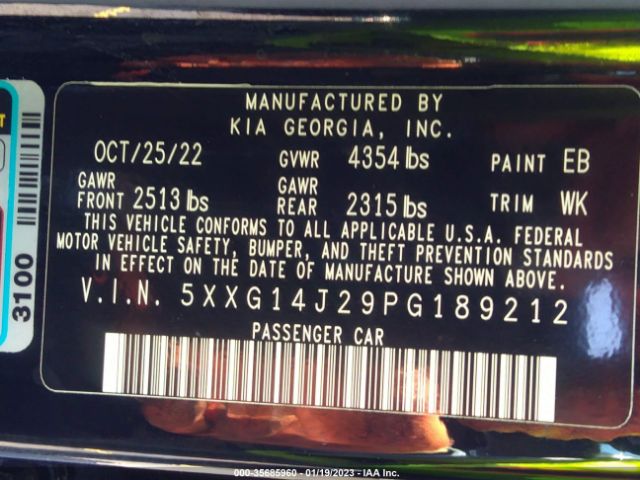 MANUFACTURED BY
KIA GEORGIA, INC.
OCT/25/22 GVWR 4354 lbs PAINT EB
GAWR FRONT 2513 lbs GAWR REAR 2315 lbs TRIM WK
THIS VEHICLE CONFORMS TO ALL APPLICABLE U.S.A. FEDERAL
MOTOR VEHICLE SAFETY, BUMPER, AND THEFT PREVENTION STANDARDS
IN EFFECT ON THE DATE OF MANUFACTURE SHOWN ABOVE.
V.I.N. 5XXG14J29PG189212
PASSENGER CAR
3100
000-35685960 - 01/19/2023 - IAA Inc.